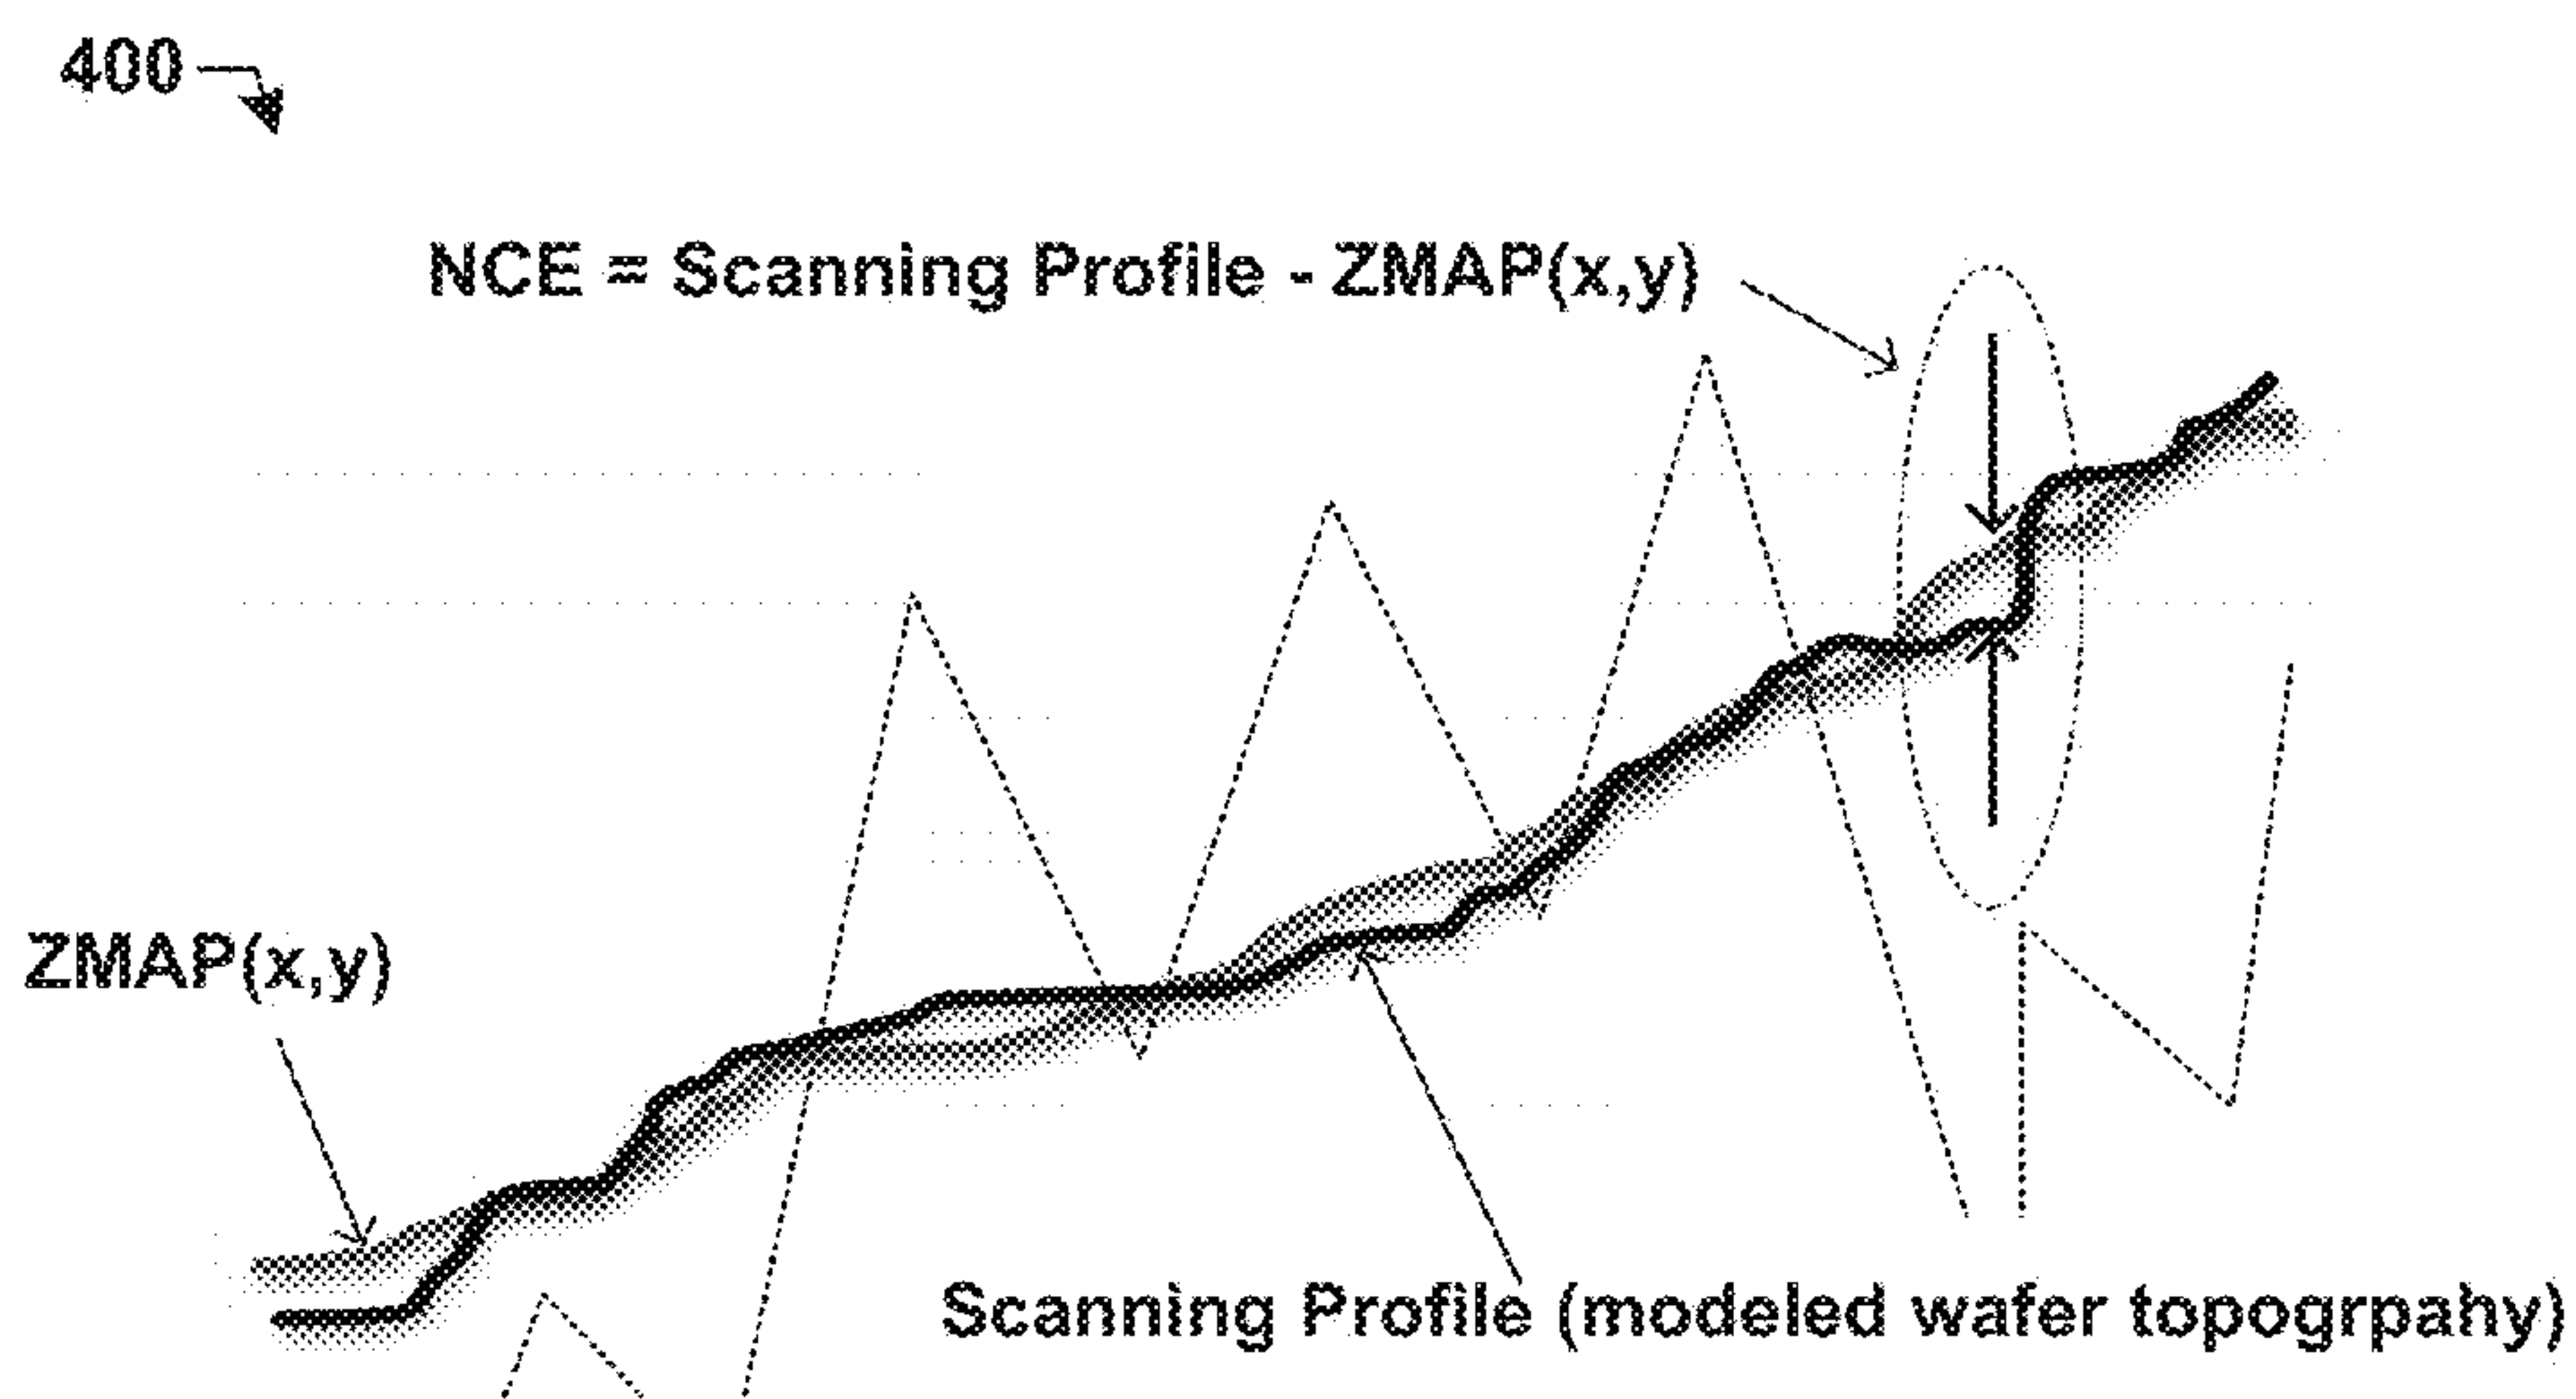 400
NCE = Scanning Profile - ZMAP(x,y)
ZMAP(x,y)
Scanning Profile (modeled wafer topogrpahy)